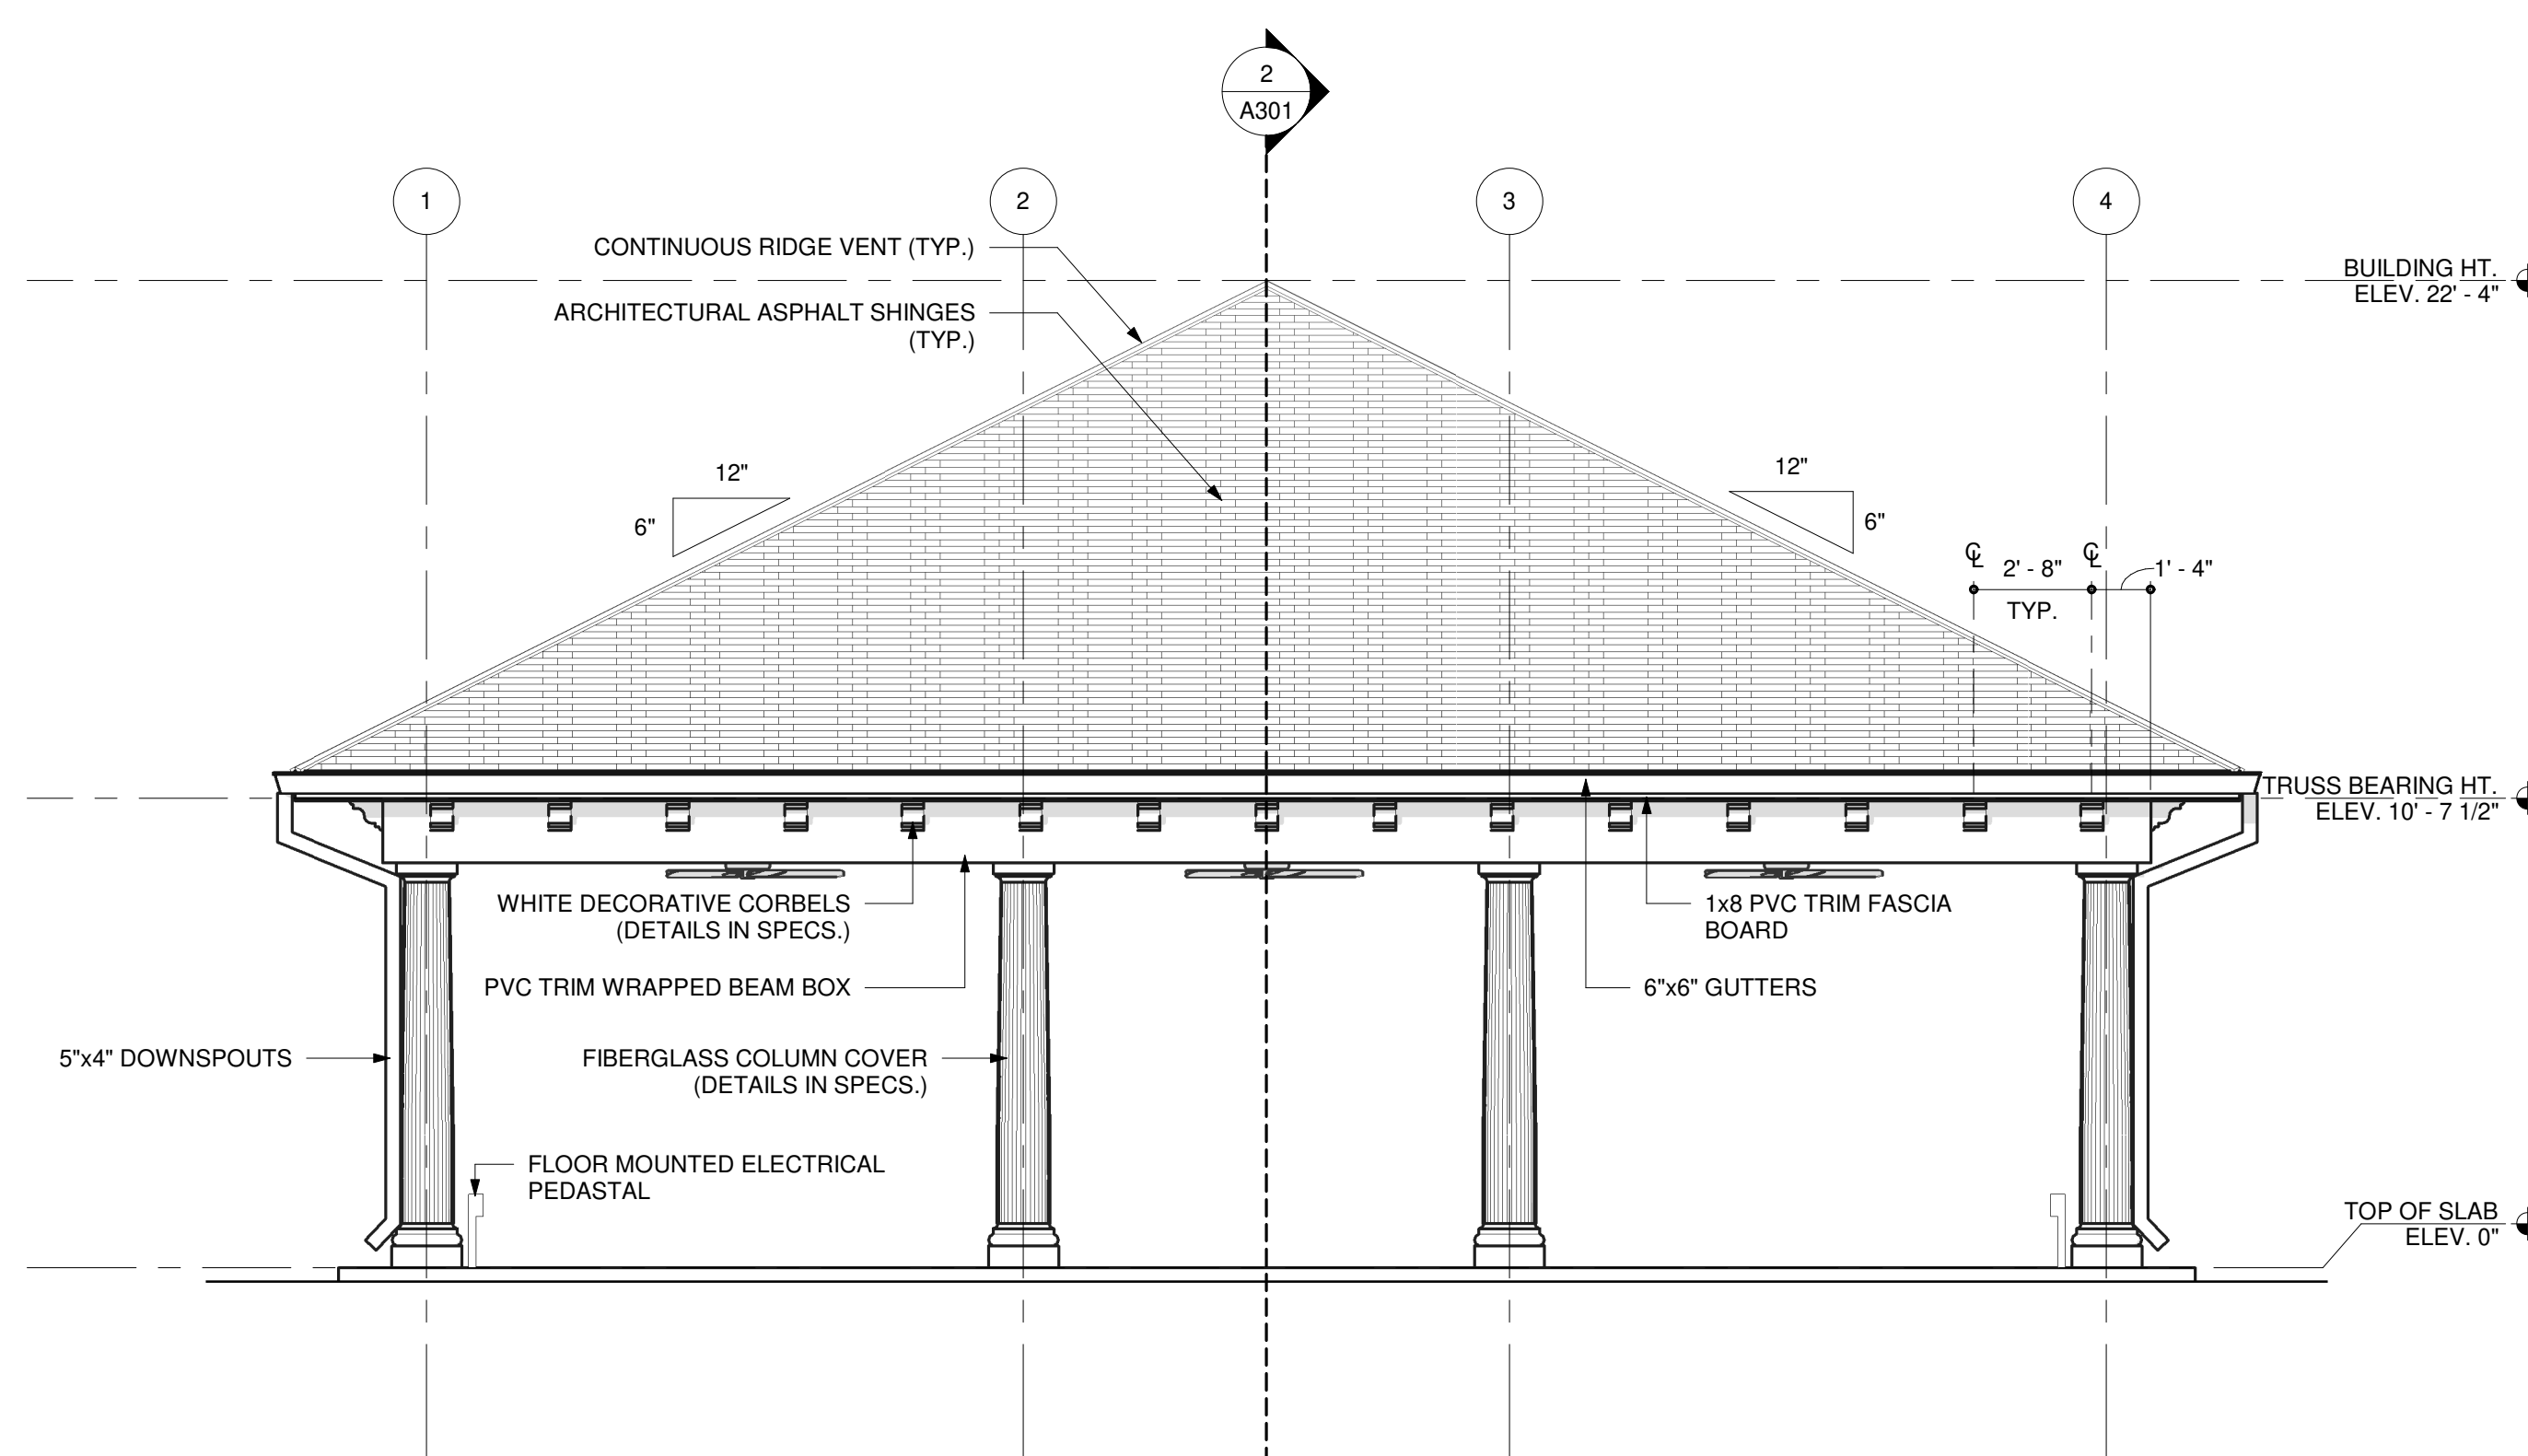 2
A301
1
2
3
4
CONTINUOUS RIDGE VENT (TYP.)
BUILDING HT.
ELEV. 22' - 4"
ARCHITECTURAL ASPHALT SHINGES
(TYP.)
12"
6"
12"
6"
℄
℄
2' - 8"
1' - 4"
TYP.
TRUSS BEARING HT.
ELEV. 10' - 7 1/2"
WHITE DECORATIVE CORBELS
(DETAILS IN SPECS.)
1x8 PVC TRIM FASCIA
BOARD
PVC TRIM WRAPPED BEAM BOX
6"x6" GUTTERS
5"x4" DOWNSPOUTS
FIBERGLASS COLUMN COVER
(DETAILS IN SPECS.)
FLOOR MOUNTED ELECTRICAL
PEDASTAL
TOP OF SLAB
ELEV. 0"